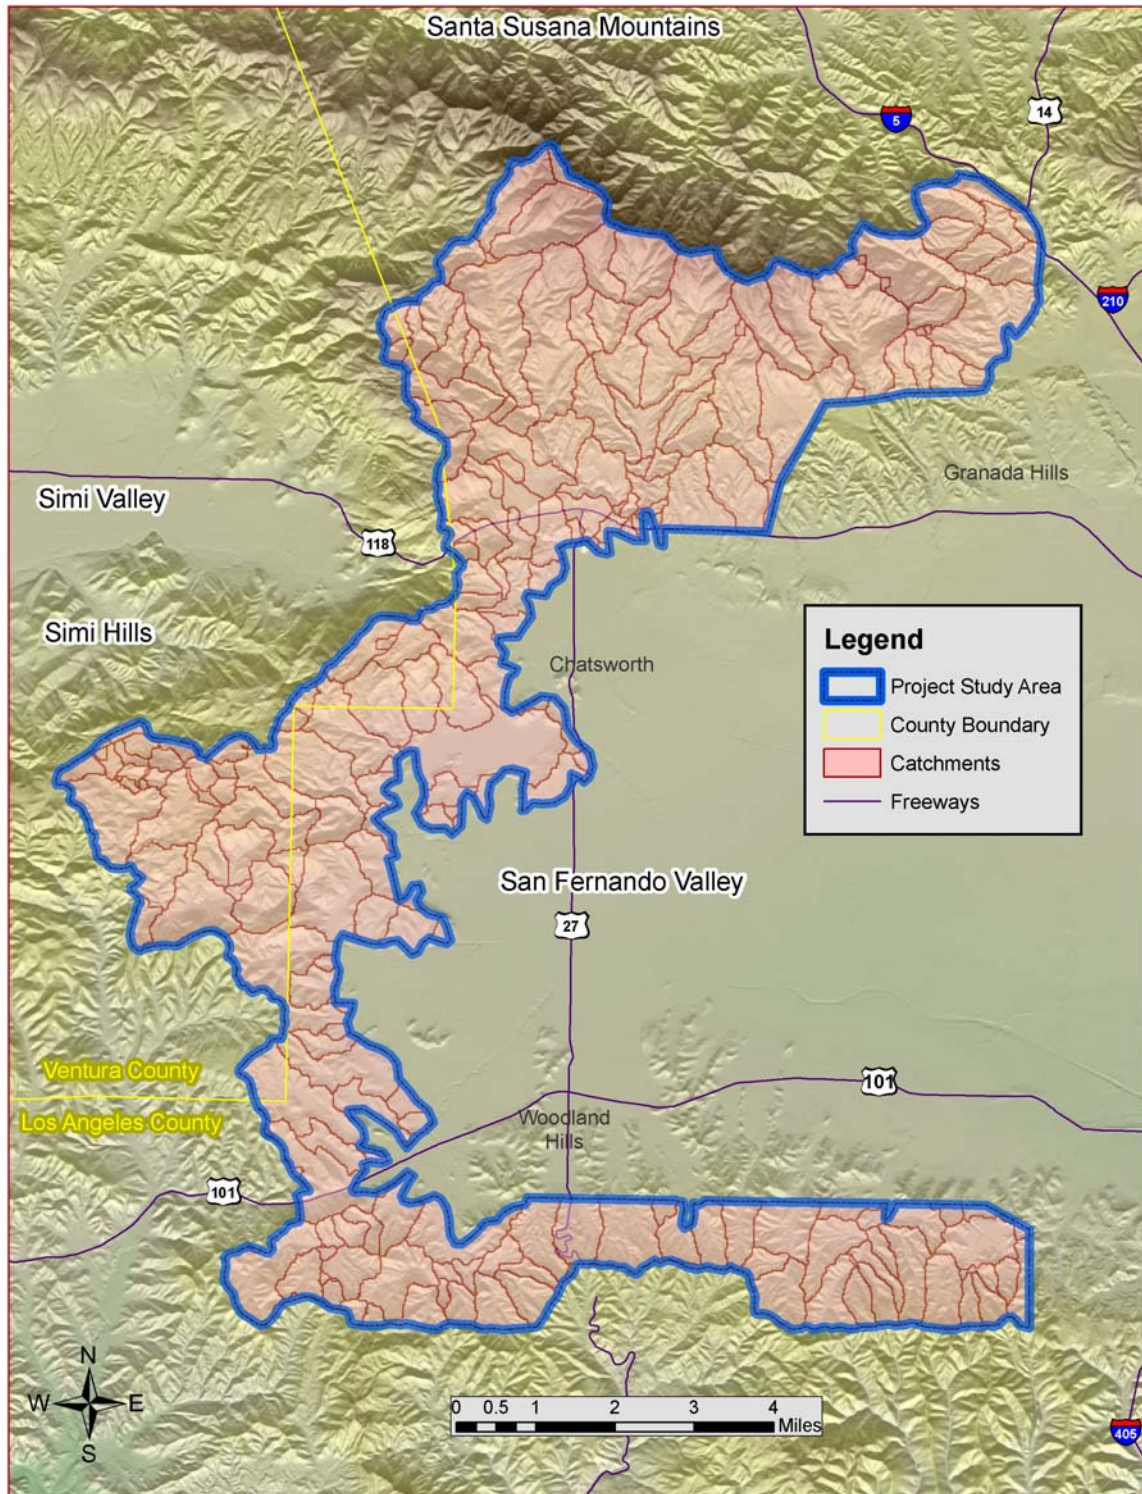 Santa Susana Mountains
5
14
210
Granada Hills
Simi Valley
118
Simi Hills
Chatsworth
Legend
Project Study Area
County Boundary
Catchments
Freeways
San Fernando Valley
27
Ventura County
Los Angeles County
101
Woodland
Hills
101
N
W E
S
0 0.5 1 2 3 4
Miles
405